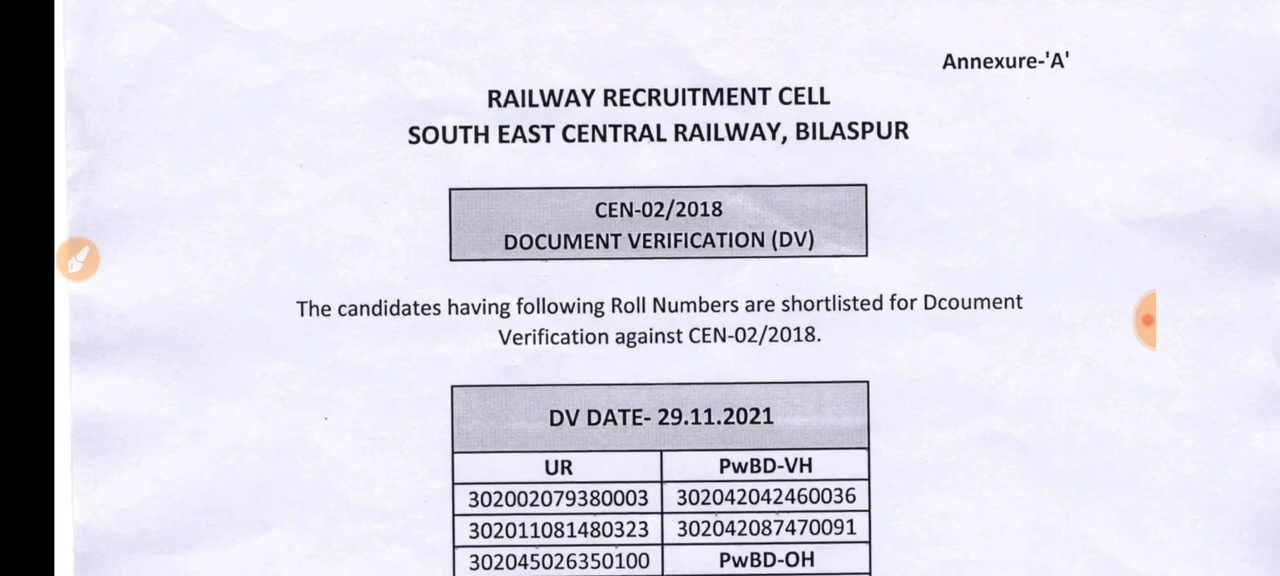 Annexure-'A'
RAILWAY RECRUITMENT CELL
SOUTH EAST CENTRAL RAILWAY, BILASPUR
CEN-02/2018
DOCUMENT VERIFICATION (DV)
The candidates having following Roll Numbers are shortlisted for Dcoument
Verification against CEN-02/2018.
DV DATE- 29.11.2021
UR PwBD-VH
302002079380003 302042042460036
302011081480323 302042087470091
302045026350100 PwBD-OH